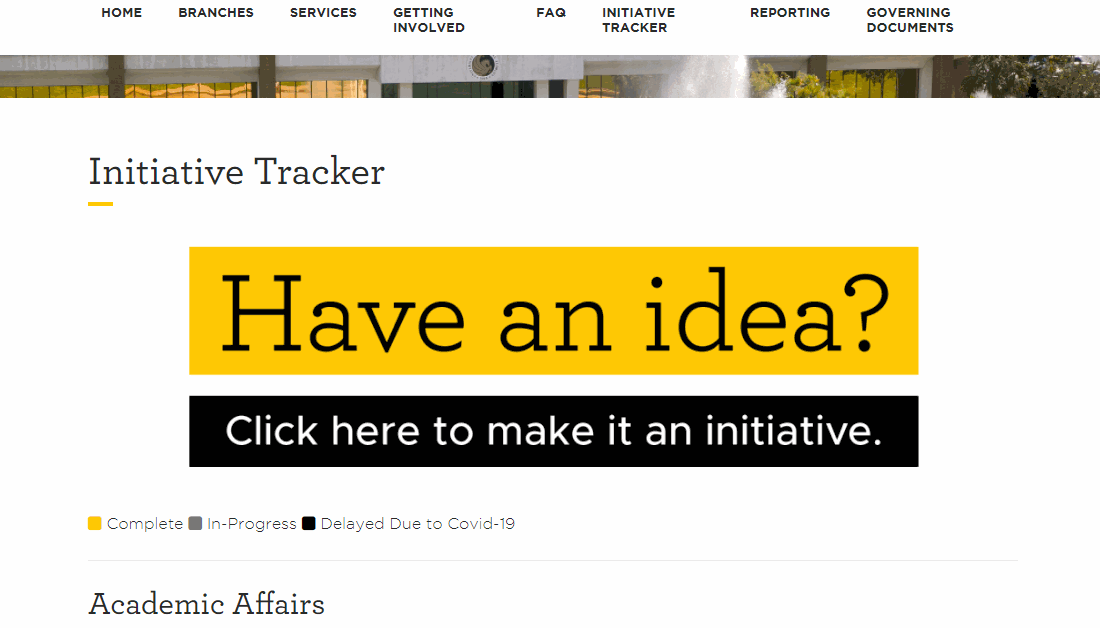 HOME
BRANCHES
SERVICES
GETTING
INVOLVED
FAQ
INITIATIVE
TRACKER
REPORTING
GOVERNING
DOCUMENTS
Initiative Tracker
Have an idea?
Click here to make it an initiative.
Complete In-Progress Delayed Due to Covid-19
Academic Affairs